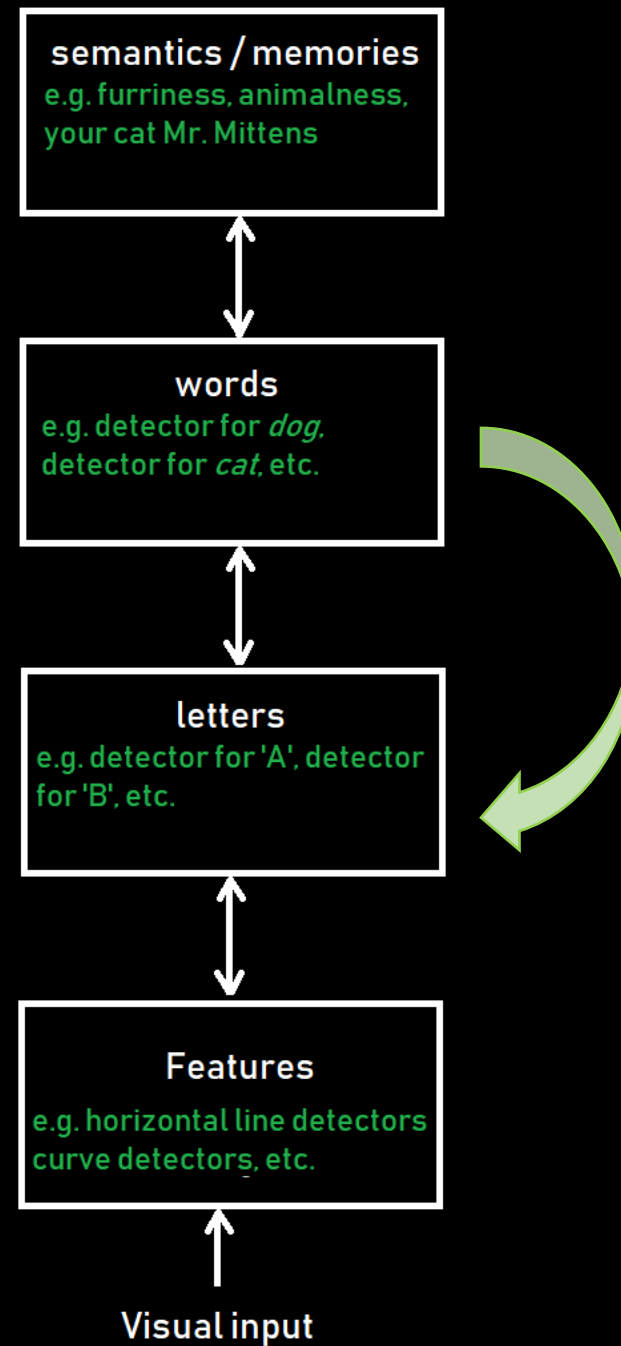 semantics / memories
e.g. furriness, animalness,
your cat Mr. Mittens
words
e.g. detector for dog,
detector for cat, etc.
letters
e.g. detector for 'A', detector
for 'B', etc.
Features
e.g. horizontal line detectors
curve detectors, etc.
Visual input